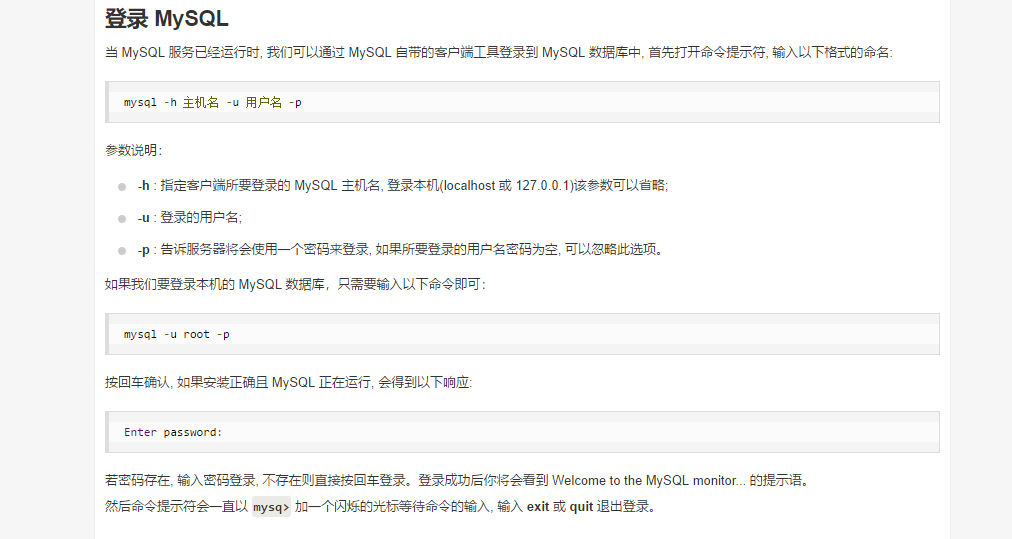 登录 MySQL
当 MySQL 服务已经运行时, 我们可以通过 MySQL 自带的客户端工具登录到 MySQL 数据库中, 首先打开命令提示符, 输入以下格式的命名:
mysql -h 主机名 -u 用户名 -p
参数说明：
-h : 指定客户端所要登录的 MySQL 主机名, 登录本机(localhost 或 127.0.0.1)该参数可以省略;
-u : 登录的用户名;
-p : 告诉服务器将会使用一个密码来登录, 如果所要登录的用户名密码为空, 可以忽略此选项。
如果我们要登录本机的 MySQL 数据库，只需要输入以下命令即可：
mysql -u root -p
按回车确认, 如果安装正确且 MySQL 正在运行, 会得到以下响应:
Enter password:
若密码存在, 输入密码登录, 不存在则直接按回车登录。登录成功后你将会看到 Welcome to the MySQL monitor... 的提示语。
然后命令提示符会一直以 mysq> 加一个闪烁的光标等待命令的输入, 输入 exit 或 quit 退出登录。